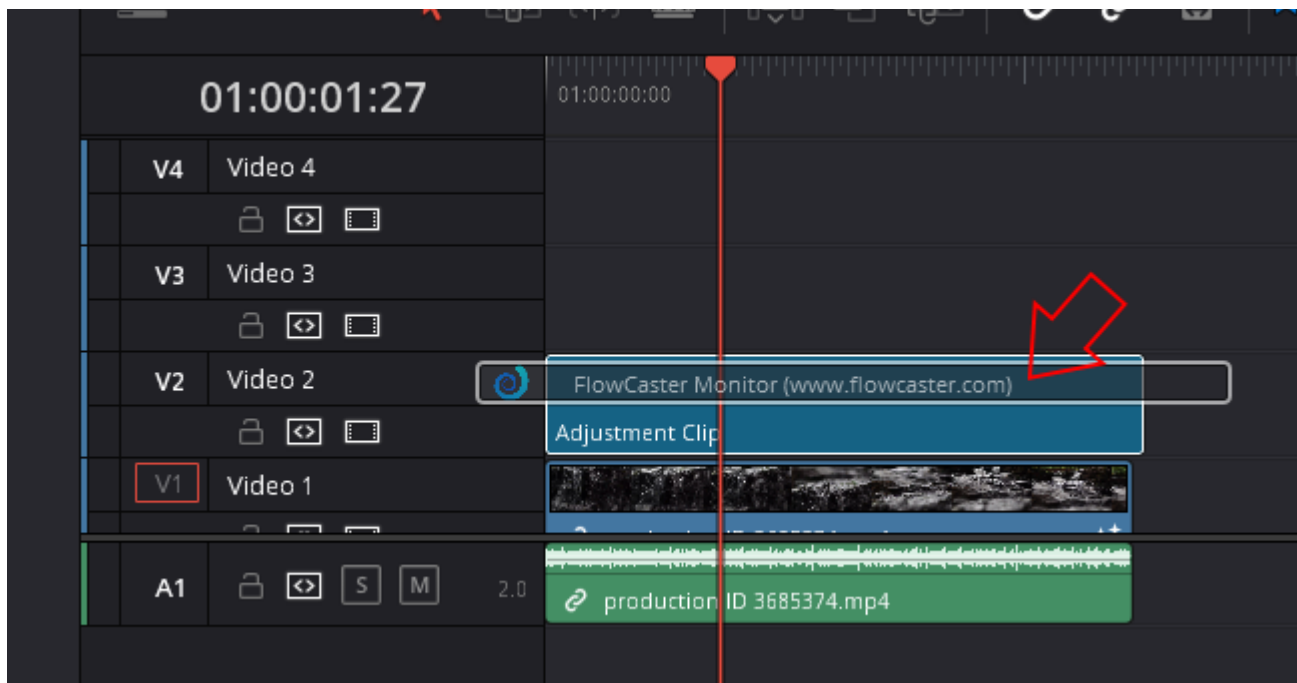 01:00:01:27
01:00:00:00
V4 Video 4
V3 Video 3
V2 Video 2
FlowCaster Monitor (www.flowcaster.com)
Adjustment Clip
V1 Video 1
A1 S M 2.0
production ID 3685374.mp4